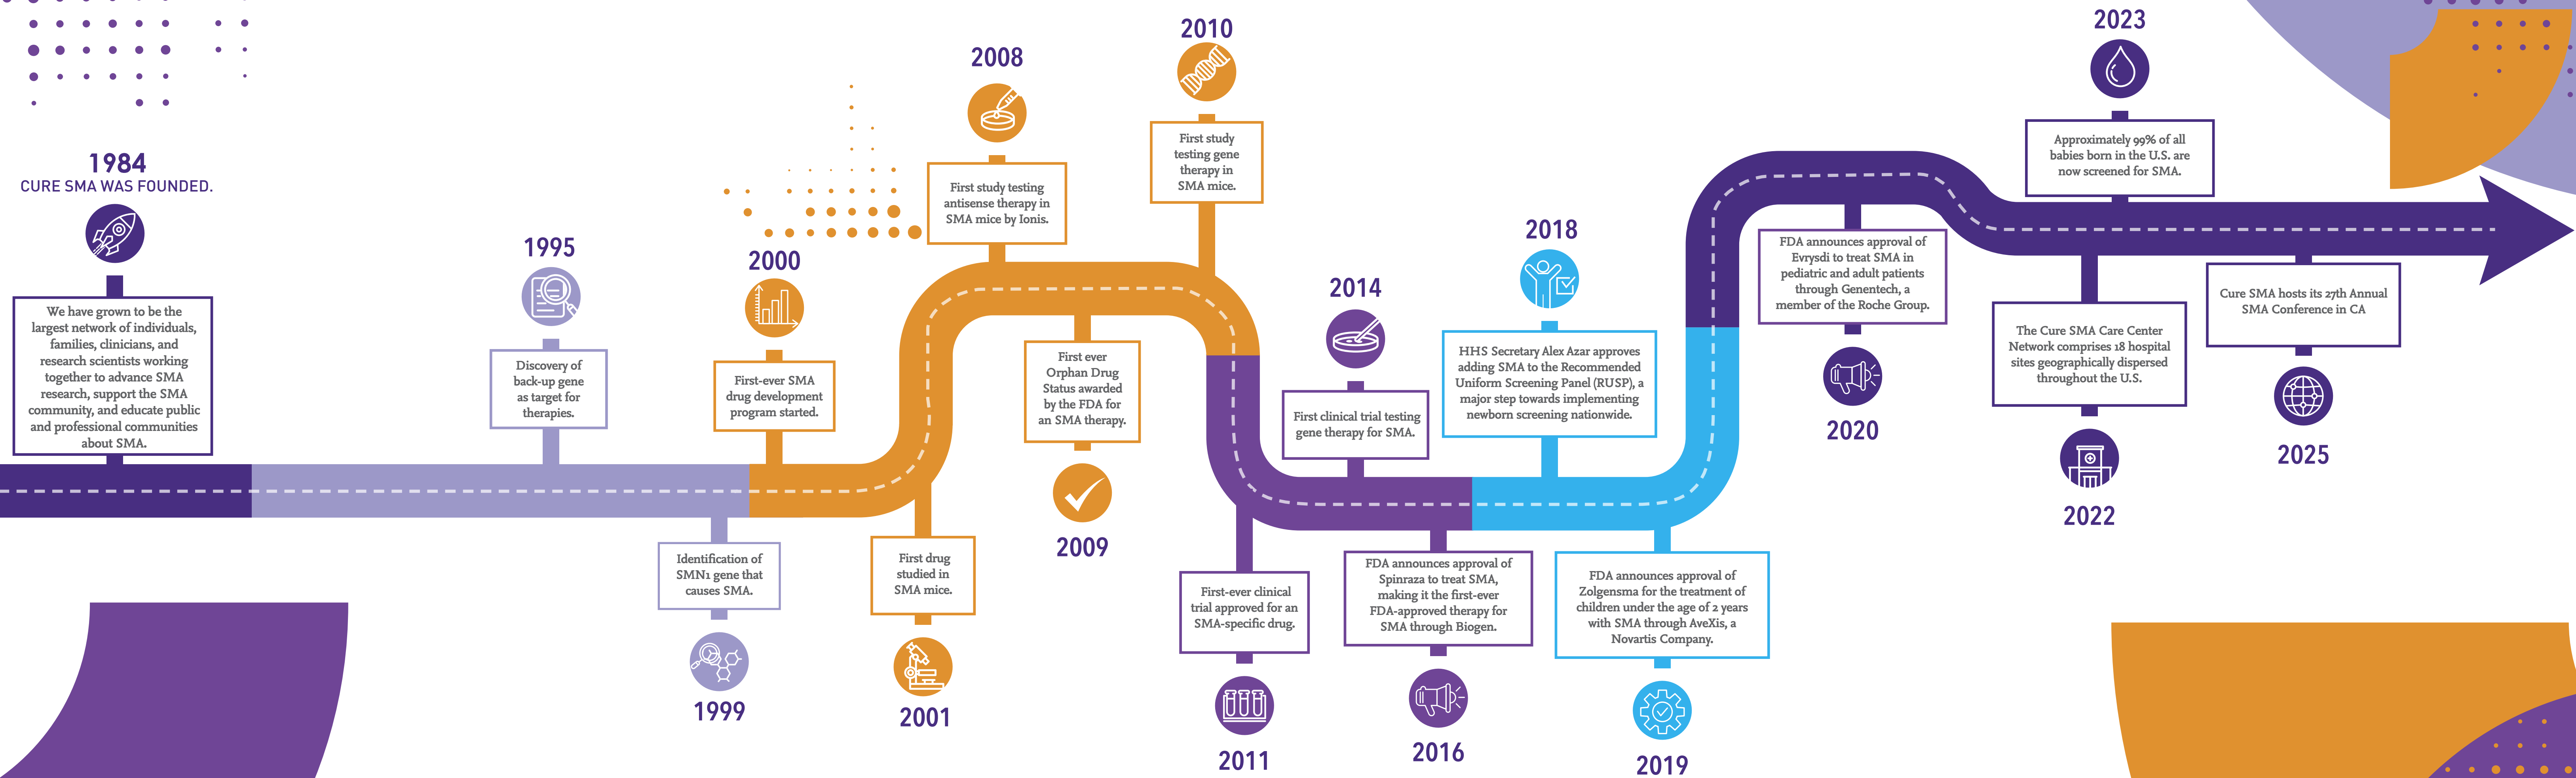 1984
CURE SMA WAS FOUNDED.
We have grown to be the
largest network of individuals,
families, clinicians, and
research scientists working
together to advance SMA
research, support the SMA
community, and educate public
and professional communities
about SMA.
1995
Discovery of
back-up gene
as target for
therapies.
Identification of
SMN1 gene that
causes SMA.
1999
2000
First-ever SMA
drug development
program started.
First drug
studied in
SMA mice.
2001
2008
First study testing
antisense therapy in
SMA mice by Ionis.
First ever
Orphan Drug
Status awarded
by the FDA for
an SMA therapy.
2009
2010
First study
testing gene
therapy in
SMA mice.
First-ever clinical
trial approved for an
SMA-specific drug.
2011
2014
First clinical trial testing
gene therapy for SMA.
FDA announces approval of
Spinraza to treat SMA,
making it the first-ever
FDA-approved therapy for
SMA through Biogen.
2016
2018
HHS Secretary Alex Azar approves
adding SMA to the Recommended
Uniform Screening Panel (RUSP), a
major step towards implementing
newborn screening nationwide.
FDA announces approval of
Zolgensma for the treatment of
children under the age of 2 years
with SMA through AveXis, a
Novartis Company.
2019
FDA announces approval of
Evrysdi to treat SMA in
pediatric and adult patients
through Genentech, a
member of the Roche Group.
2020
The Cure SMA Care Center
Network comprises 18 hospital
sites geographically dispersed
throughout the U.S.
2022
2023
Approximately 99% of all
babies born in the U.S. are
now screened for SMA.
Cure SMA hosts its 27th Annual
SMA Conference in CA
2025